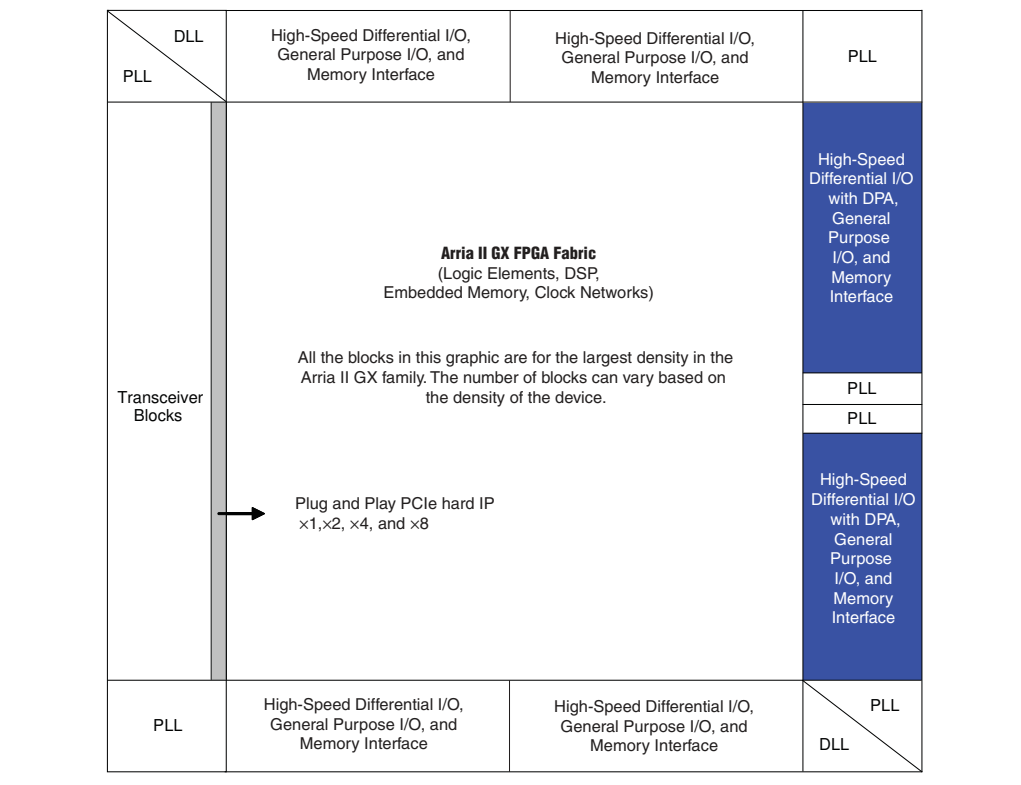 DLL
PLL
High-Speed Differential I/O,
General Purpose I/O, and
Memory Interface
High-Speed Differential I/O,
General Purpose I/O, and
Memory Interface
PLL
Transceiver
Blocks
Arria II GX FPGA Fabric
(Logic Elements, DSP,
Embedded Memory, Clock Networks)
All the blocks in this graphic are for the largest density in the
Arria II GX family. The number of blocks can vary based on
the density of the device.
Plug and Play PCIe hard IP
×1,×2, ×4, and ×8
High-Speed
Differential I/O
with DPA,
General
Purpose
I/O, and
Memory
Interface
PLL
PLL
High-Speed
Differential I/O
with DPA,
General
Purpose
I/O, and
Memory
Interface
PLL
High-Speed Differential I/O,
General Purpose I/O, and
Memory Interface
High-Speed Differential I/O,
General Purpose I/O, and
Memory Interface
PLL
DLL